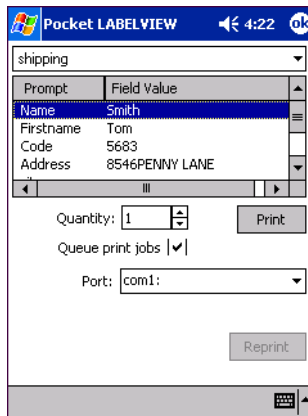 Pocket LABELVIEW 4:22 ok
shipping
Prompt Field Value
Name Smith
Firstname Tom
Code 5683
Address 8546PENNY LANE
Quantity: 1 Print
Queue print jobs
Port: com1:
Reprint